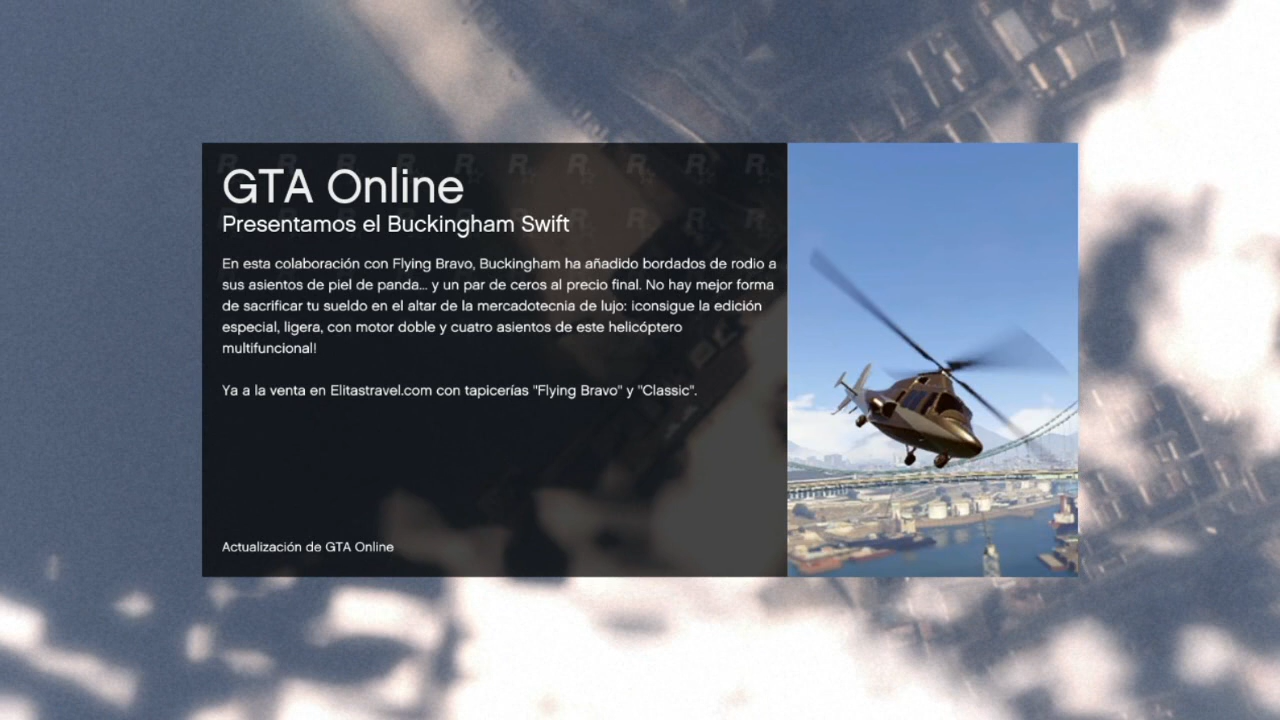 GTA Online
Presentamos el Buckingham Swift
En esta colaboración con Flying Bravo, Buckingham ha añadido bordados de rodio a
sus asientos de piel de panda... y un par de ceros al precio final. No hay mejor forma
de sacrificar tu sueldo en el altar de la mercadotecnia de lujo: ¡consigue la edición
especial, ligera, con motor doble y cuatro asientos de este helicóptero
multifuncional!
Ya a la venta en Elitastravel.com con tapicerías "Flying Bravo" y "Classic".
Actualización de GTA Online